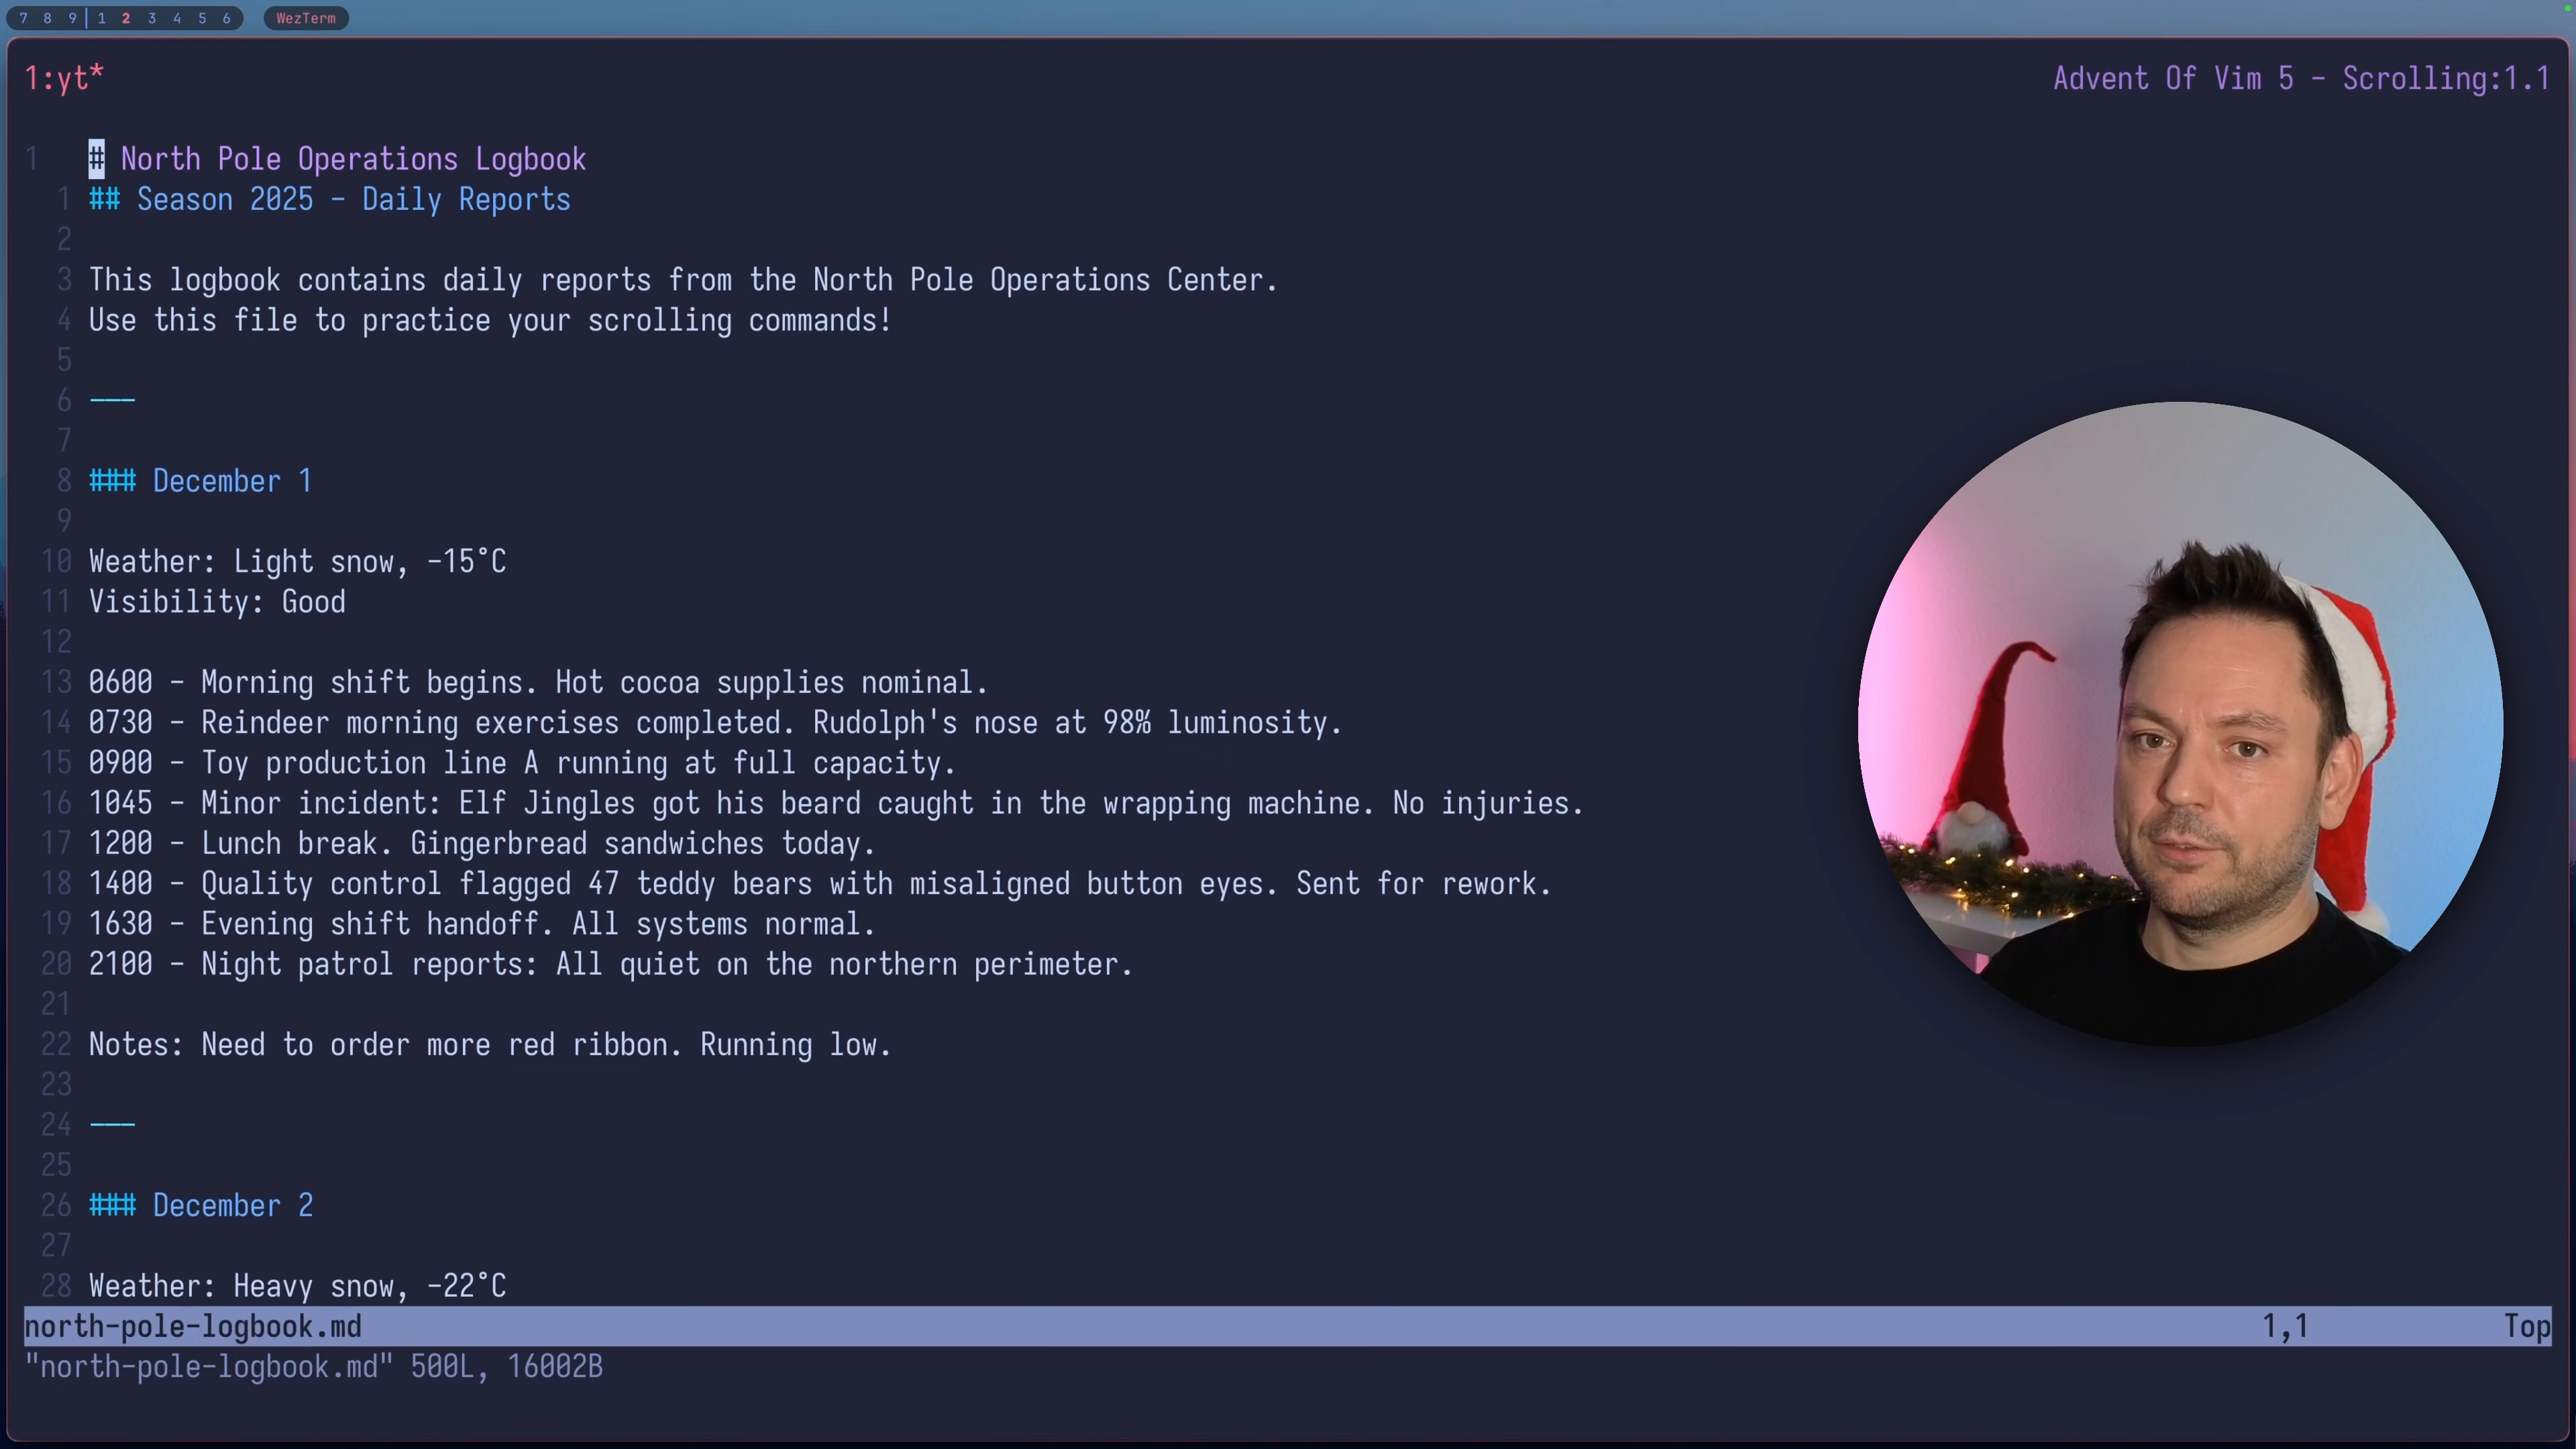 7 8 9 1 2 3 4 5 6 WezTerm
1:yt* Advent Of Vim 5 - Scrolling:1.1
1 # North Pole Operations Logbook
1 ## Season 2025 - Daily Reports
2
3 This logbook contains daily reports from the North Pole Operations Center.
4 Use this file to practice your scrolling commands!
5
6 ---
7
8 ### December 1
9
10 Weather: Light snow, -15°C
11 Visibility: Good
12
13 0600 - Morning shift begins. Hot cocoa supplies nominal.
14 0730 - Reindeer morning exercises completed. Rudolph's nose at 98% luminosity.
15 0900 - Toy production line A running at full capacity.
16 1045 - Minor incident: Elf Jingles got his beard caught in the wrapping machine. No injuries.
17 1200 - Lunch break. Gingerbread sandwiches today.
18 1400 - Quality control flagged 47 teddy bears with misaligned button eyes. Sent for rework.
19 1630 - Evening shift handoff. All systems normal.
20 2100 - Night patrol reports: All quiet on the northern perimeter.
21
22 Notes: Need to order more red ribbon. Running low.
23
24 ---
25
26 ### December 2
27
28 Weather: Heavy snow, -22°C
north-pole-logbook.md 1,1 Top
"north-pole-logbook.md" 500L, 16002B